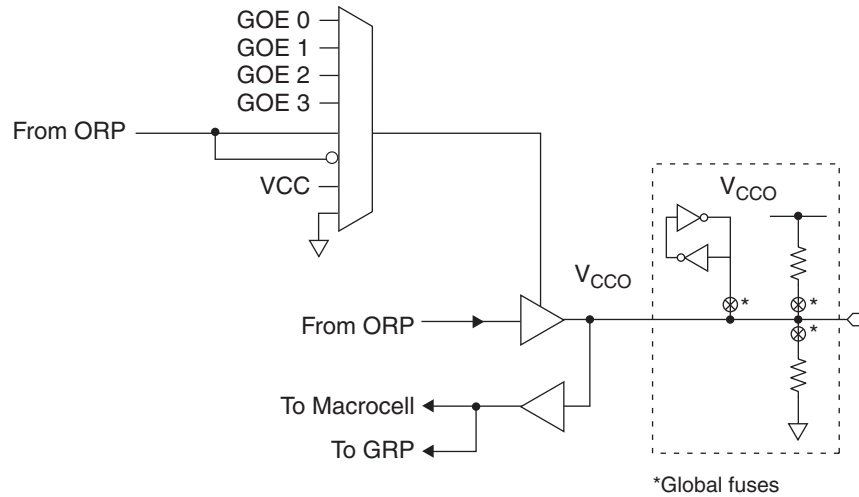 GOE 0
GOE 1
GOE 2
GOE 3
From ORP
VCC
VCCO
VCCO
*
*
*
From ORP
To Macrocell
To GRP
*Global fuses